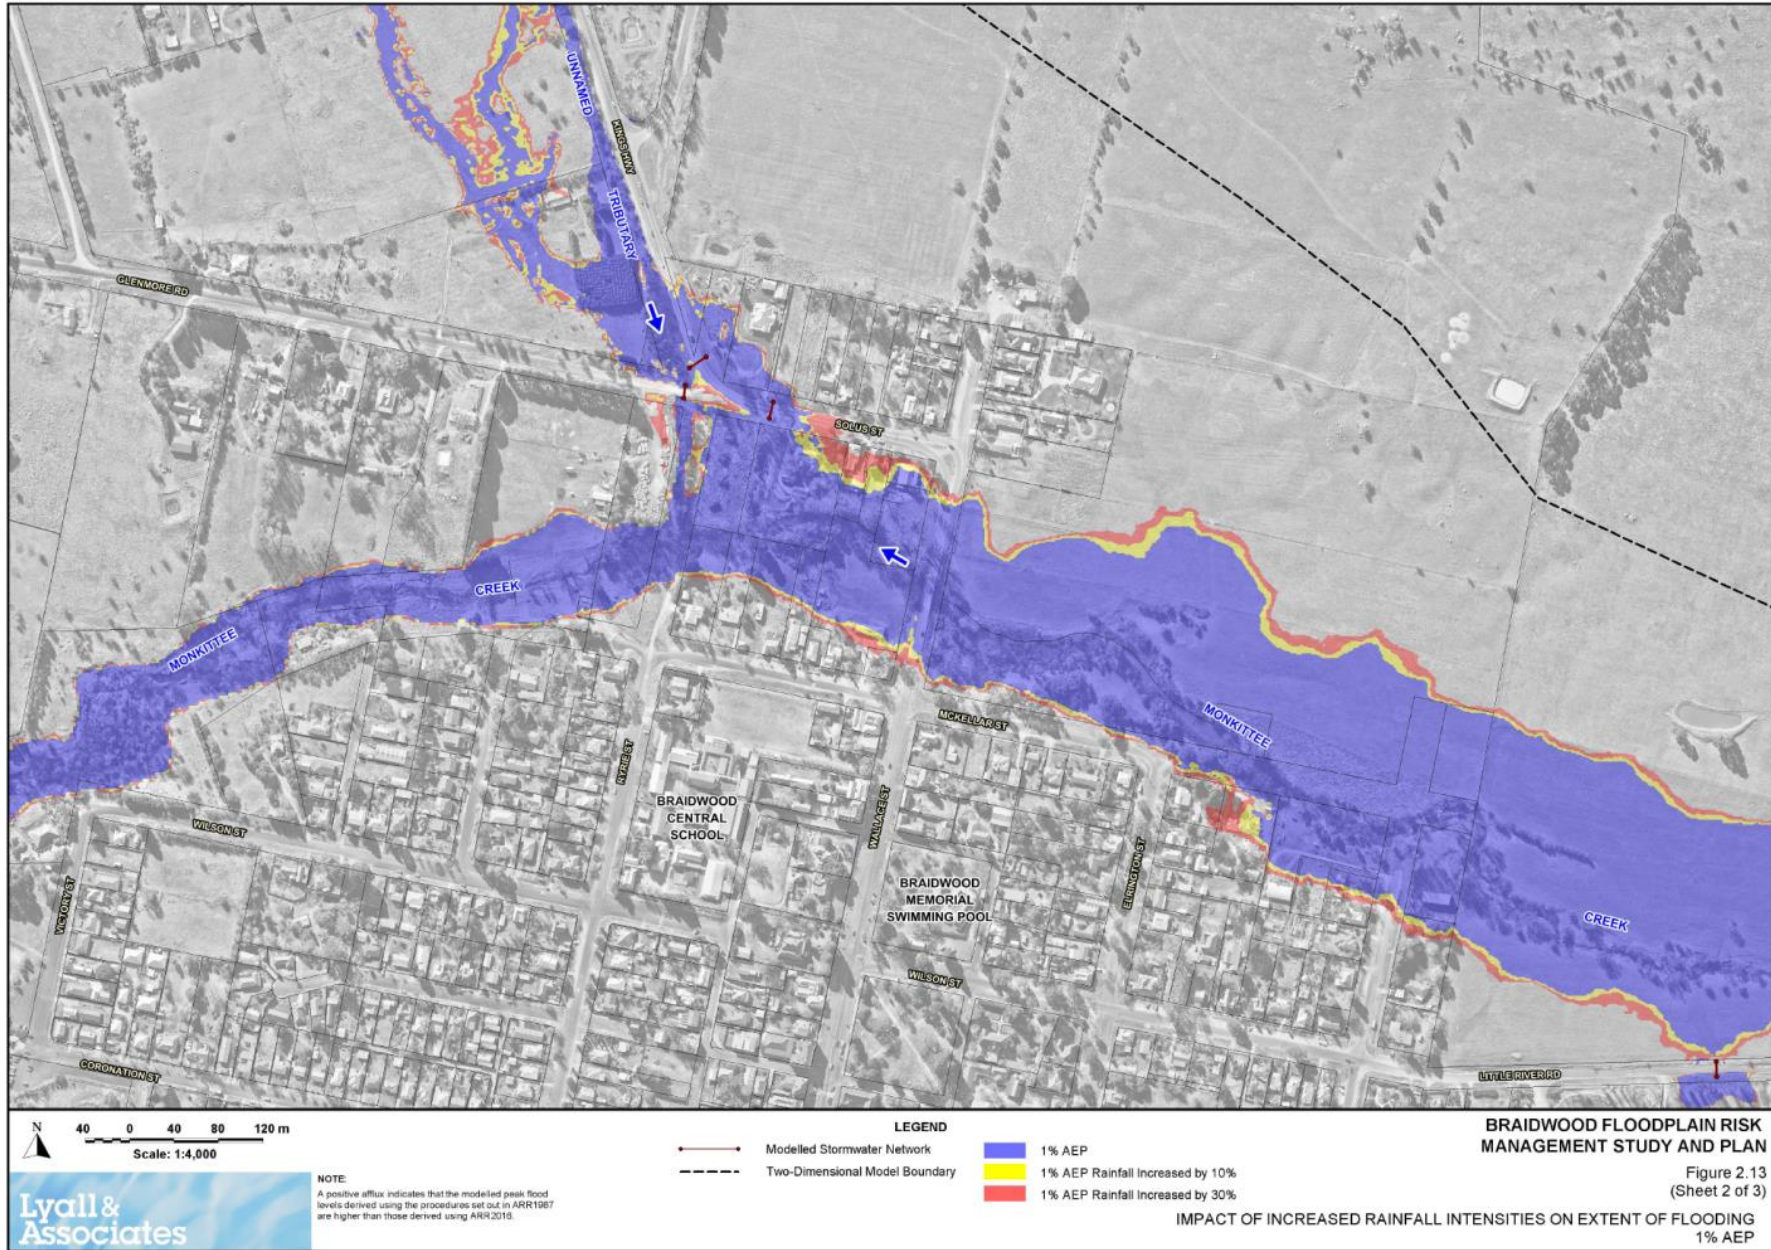 UNNAMED
KINGS HWY
TRIBUTARY
GLENMORE RD
SOLUS ST
CREEK
MONKITTEE
MONKITTEE
MCKELLAR ST
RYRIE ST
BRAIDWOOD
CENTRAL
SCHOOL
WALLACE ST
WILSON ST
ELRINGTON ST
BRAIDWOOD
MEMORIAL
SWIMMING POOL
VICTORY ST
CREEK
WILSON ST
CORONATION ST
LITTLE RIVER RD
N
40 0 40 80 120 m
Scale: 1:4,000
Lyall &
Associates
NOTE:
A positive afflux indicates that the modelled peak flood
levels derived using the procedures set out in ARR1987
are higher than those derived using ARR2016.
LEGEND
Modelled Stormwater Network
Two-Dimensional Model Boundary
1% AEP
1% AEP Rainfall Increased by 10%
1% AEP Rainfall Increased by 30%
BRAIDWOOD FLOODPLAIN RISK
MANAGEMENT STUDY AND PLAN
Figure 2.13
(Sheet 2 of 3)
IMPACT OF INCREASED RAINFALL INTENSITIES ON EXTENT OF FLOODING
1% AEP